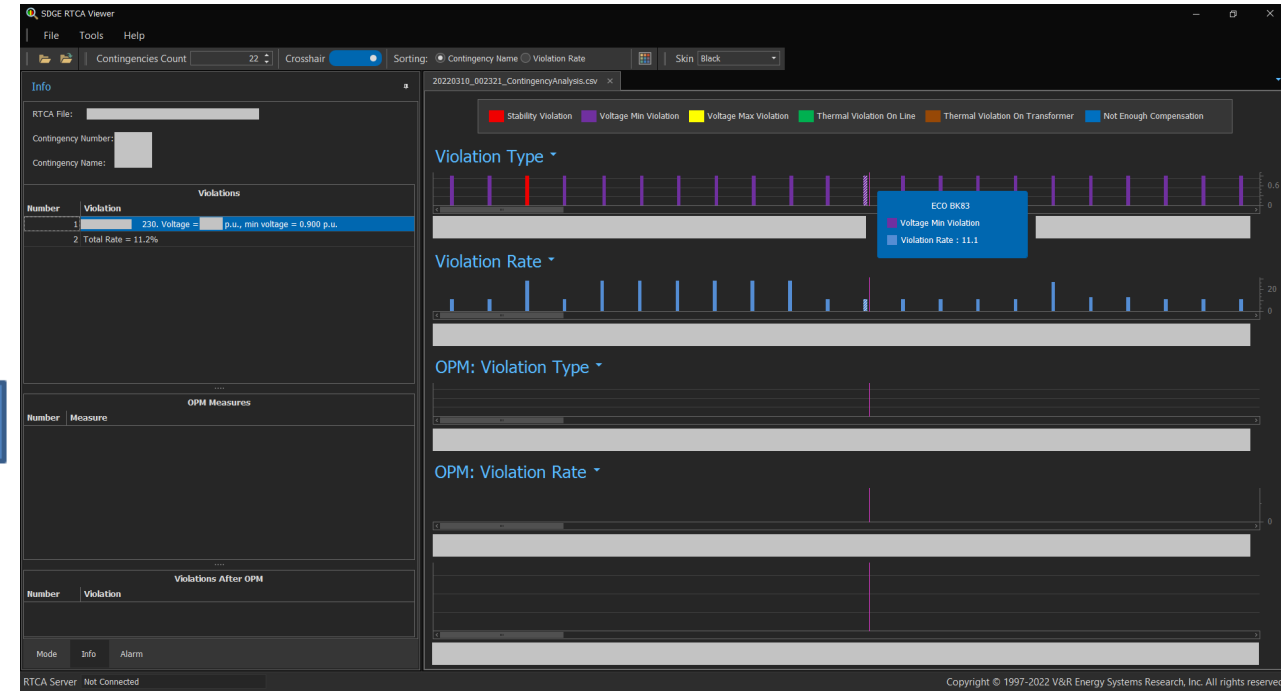 SDGE RTCA Viewer
File Tools Help
Contingencies Count 22 Crosshair Sorting: Contingency Name Violation Rate Skin Black
Info
RTCA File:
Contingency Number:
Contingency Name:
Violations
Number Violation
1 230. Voltage = p.u., min voltage = 0.900 p.u.
2 Total Rate = 11.2%
OPM Measures
Number Measure
Violations After OPM
Number Violation
Mode Info Alarm
RTCA Server Not Connected
20220310_002321_ContingencyAnalysis.csv
Stability Violation Voltage Min Violation Voltage Max Violation Thermal Violation On Line Thermal Violation On Transformer Not Enough Compensation
Violation Type
0.6
0
ECO BK83
Voltage Min Violation
Violation Rate : 11.1
Violation Rate
20
0
OPM: Violation Type
OPM: Violation Rate
0
Copyright © 1997-2022 V&R Energy Systems Research, Inc. All rights reserved